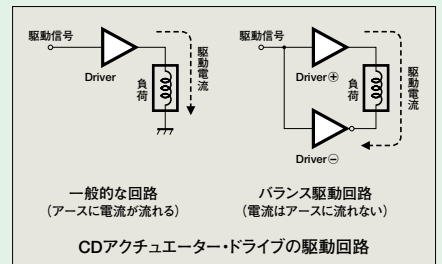 駆動信号
Driver
負荷
駆動電流
一般的な回路
（アースに電流が流れる）
駆動信号
Driver⊕
負荷
駆動電流
Driver⊖
バランス駆動回路
（電流はアースに流れない）
CDアクチュエーター・ドライブの駆動回路